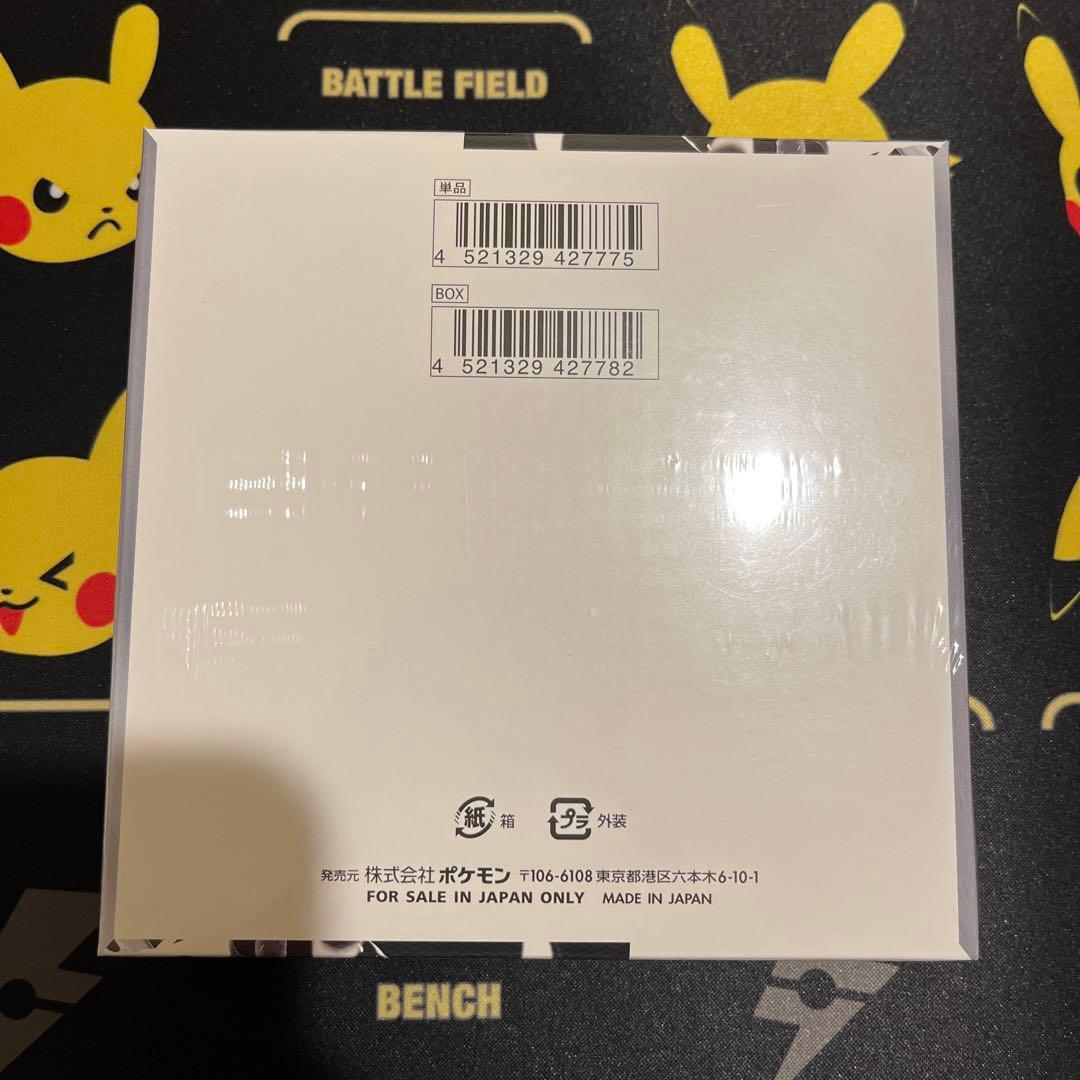 BATTLE FIELD
単品
4 521329 427775
BOX
4 521329 427782
紙 箱 プラ 外装
発売元 株式会社 ポケモン 〒106-6108 東京都港区六本木6-10-1
FOR SALE IN JAPAN ONLY MADE IN JAPAN
BENCH